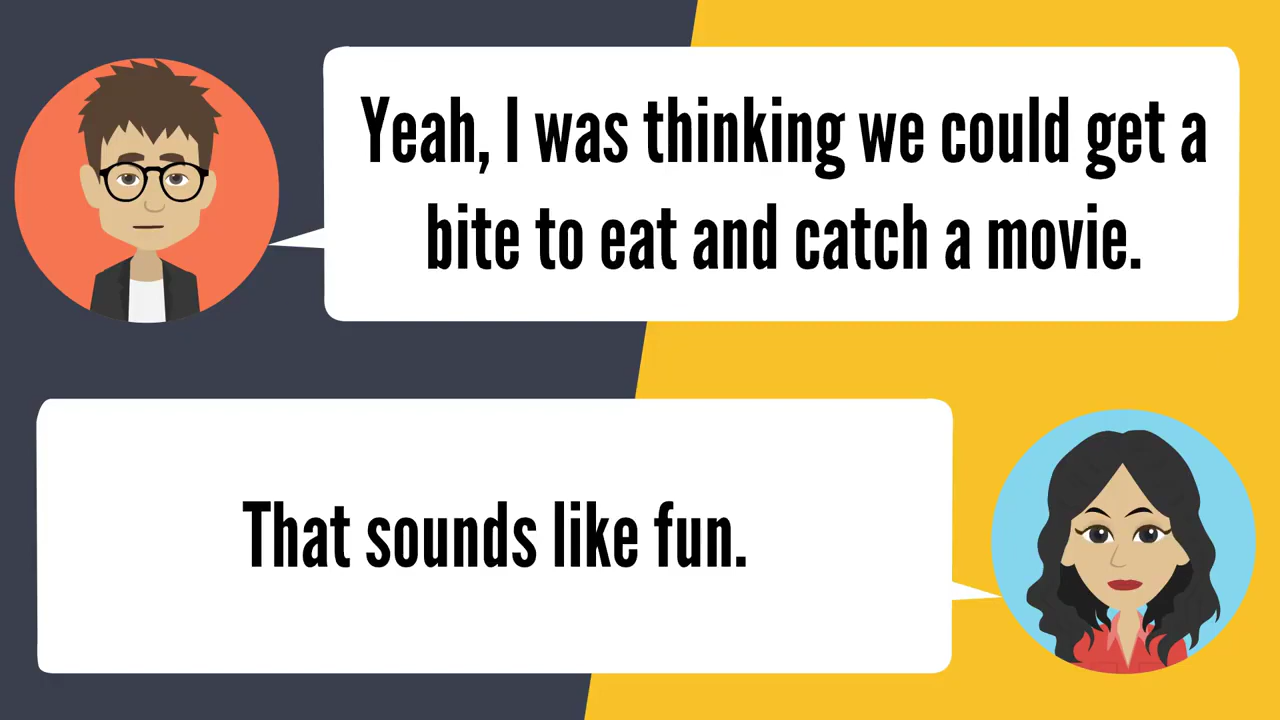 Yeah, I was thinking we could get a
bite to eat and catch a movie.
That sounds like fun.